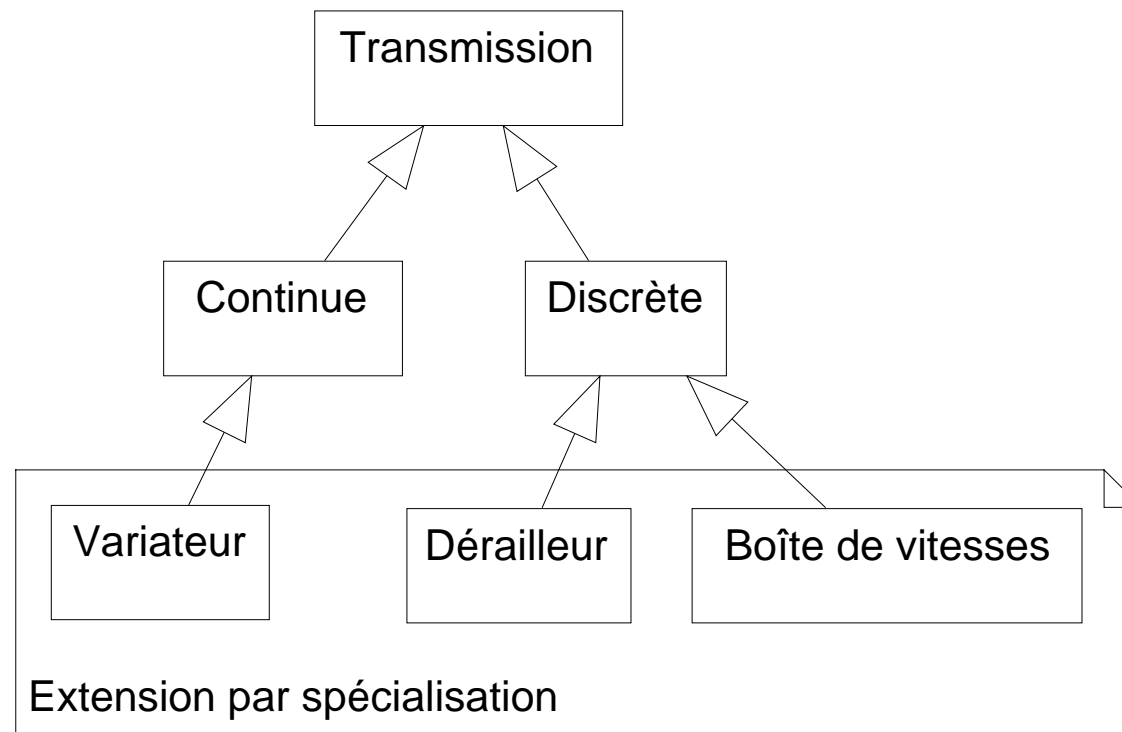 Transmission
Continue
Discrète
Variateur
Dérailleur
Boîte de vitesses
Extension par spécialisation